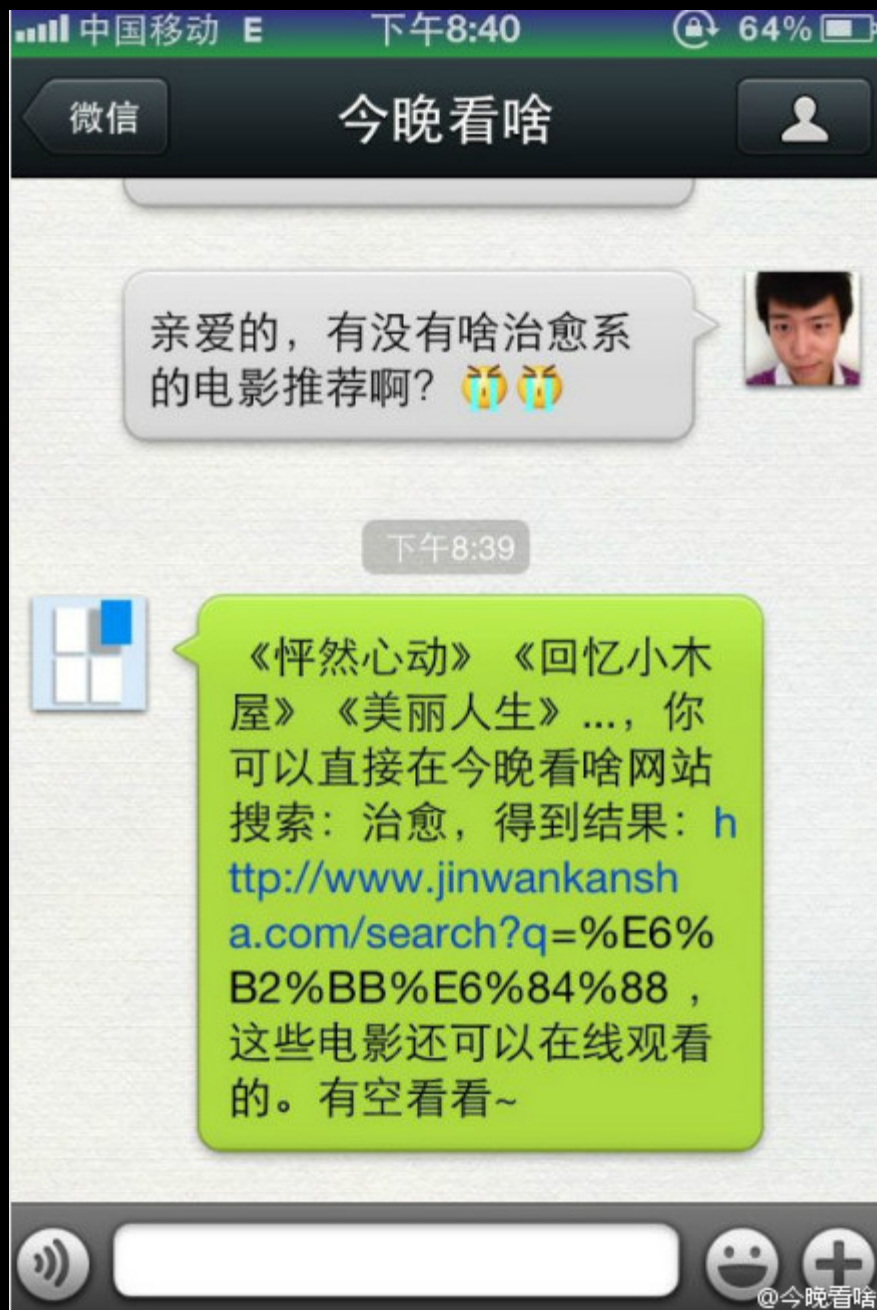 中国移动 E 下午8:40 64%
微信 今晚看啥
亲爱的，有没有啥治愈系
的电影推荐啊？
下午8:39
《怦然心动》《回忆小木
屋》《美丽人生》...，你
可以直接在今晚看啥网站
搜索：治愈，得到结果：h
ttp://www.jinwankansh
a.com/search?q=%E6%
B2%BB%E6%84%88 ，
这些电影还可以在线观看
的。有空看看~
@今晚看啥